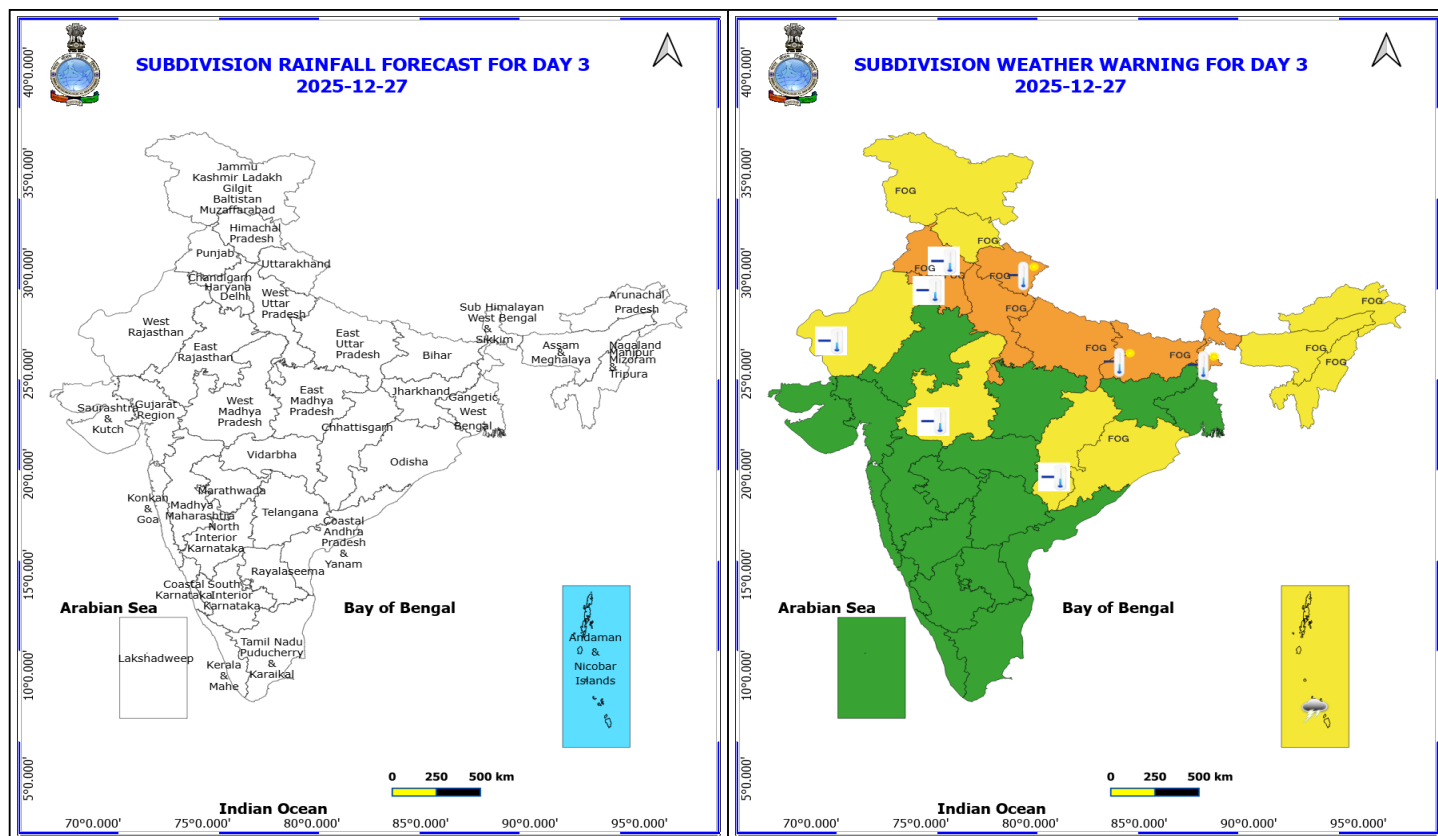 SUBDIVISION RAINFALL FORECAST FOR DAY 3
2025-12-27
40°0.000'
35°0.000'
30°0.000'
25°0.000'
20°0.000'
15°0.000'
10°0.000'
5°0.000'
Jammu
Kashmir Ladakh
Gilgit
Baltistan
Muzaffarabad
Himachal
Pradesh
Punjab
Uttarakhand
Chandigarh
Haryana
Delhi
West
Uttar
Pradesh
West
Rajasthan
East
Rajasthan
East
Uttar
Pradesh
Bihar
Sub Himalayan
West Bengal
&
Sikkim
Arunachal
Pradesh
Assam
&
Meghalaya
Nagaland
Manipur
Mizoram
&
Tripura
Saurashtra
&
Kutch
Gujarat
Region
West
Madhya
Pradesh
East
Madhya
Pradesh
Jharkhand
Gangetic
West
Bengal
Chhattisgarh
Vidarbha
Odisha
Konkan
&
Goa
Madhya
Maharashtra
Marathwada
Telangana
North
Interior
Karnataka
Coastal
Andhra
Pradesh
&
Yanam
Rayalaseema
Coastal
Karnataka
South
Interior
Karnataka
Arabian Sea
Bay of Bengal
Lakshadweep
Kerala
&
Mahe
Tamil Nadu
Puducherry
&
Karaikal
Andaman
&
Nicobar
Islands
0 250 500 km
Indian Ocean
70°0.000' 75°0.000' 80°0.000' 85°0.000' 90°0.000' 95°0.000'
SUBDIVISION WEATHER WARNING FOR DAY 3
2025-12-27
40°0.000'
35°0.000'
30°0.000'
25°0.000'
20°0.000'
15°0.000'
10°0.000'
5°0.000'
FOG
FOG
FOG
FOG
FOG
FOG
FOG
FOG
FOG
FOG
FOG
FOG
Arabian Sea
Bay of Bengal
0 250 500 km
Indian Ocean
70°0.000' 75°0.000' 80°0.000' 85°0.000' 90°0.000' 95°0.000'